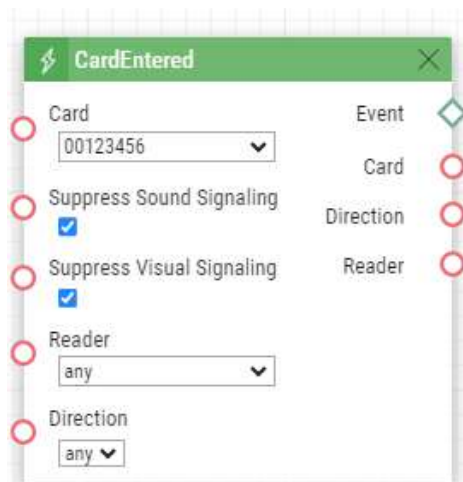 CardEntered
Card
00123456
Suppress Sound Signaling
Suppress Visual Signaling
Reader
any
Direction
any
Event
Card
Direction
Reader